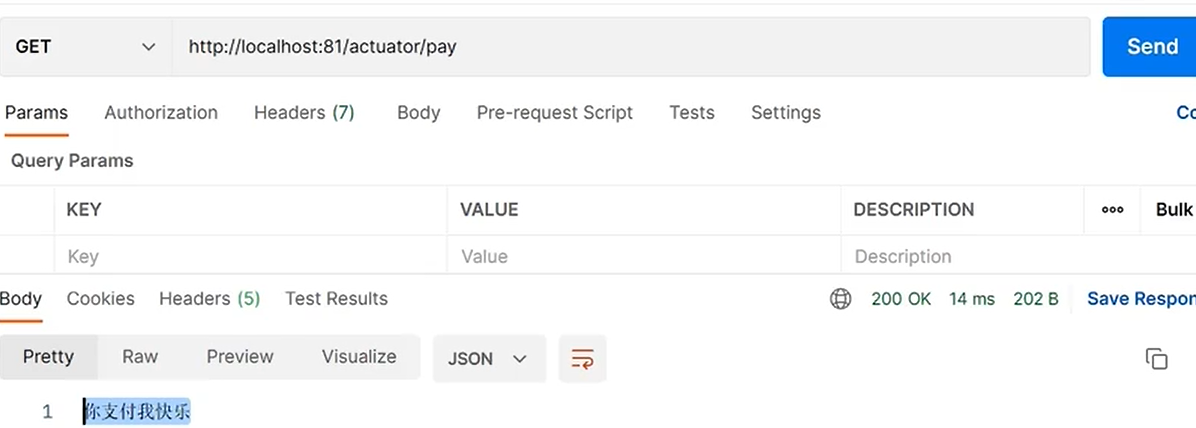 GET http://localhost:81/actuator/pay Send
Params Authorization Headers (7) Body Pre-request Script Tests Settings
Query Params
KEY VALUE DESCRIPTION ooo Bulk
Key Value Description
Body Cookies Headers (5) Test Results 200 OK 14 ms 202 B Save Respon
Pretty Raw Preview Visualize JSON
1 你支付我快乐